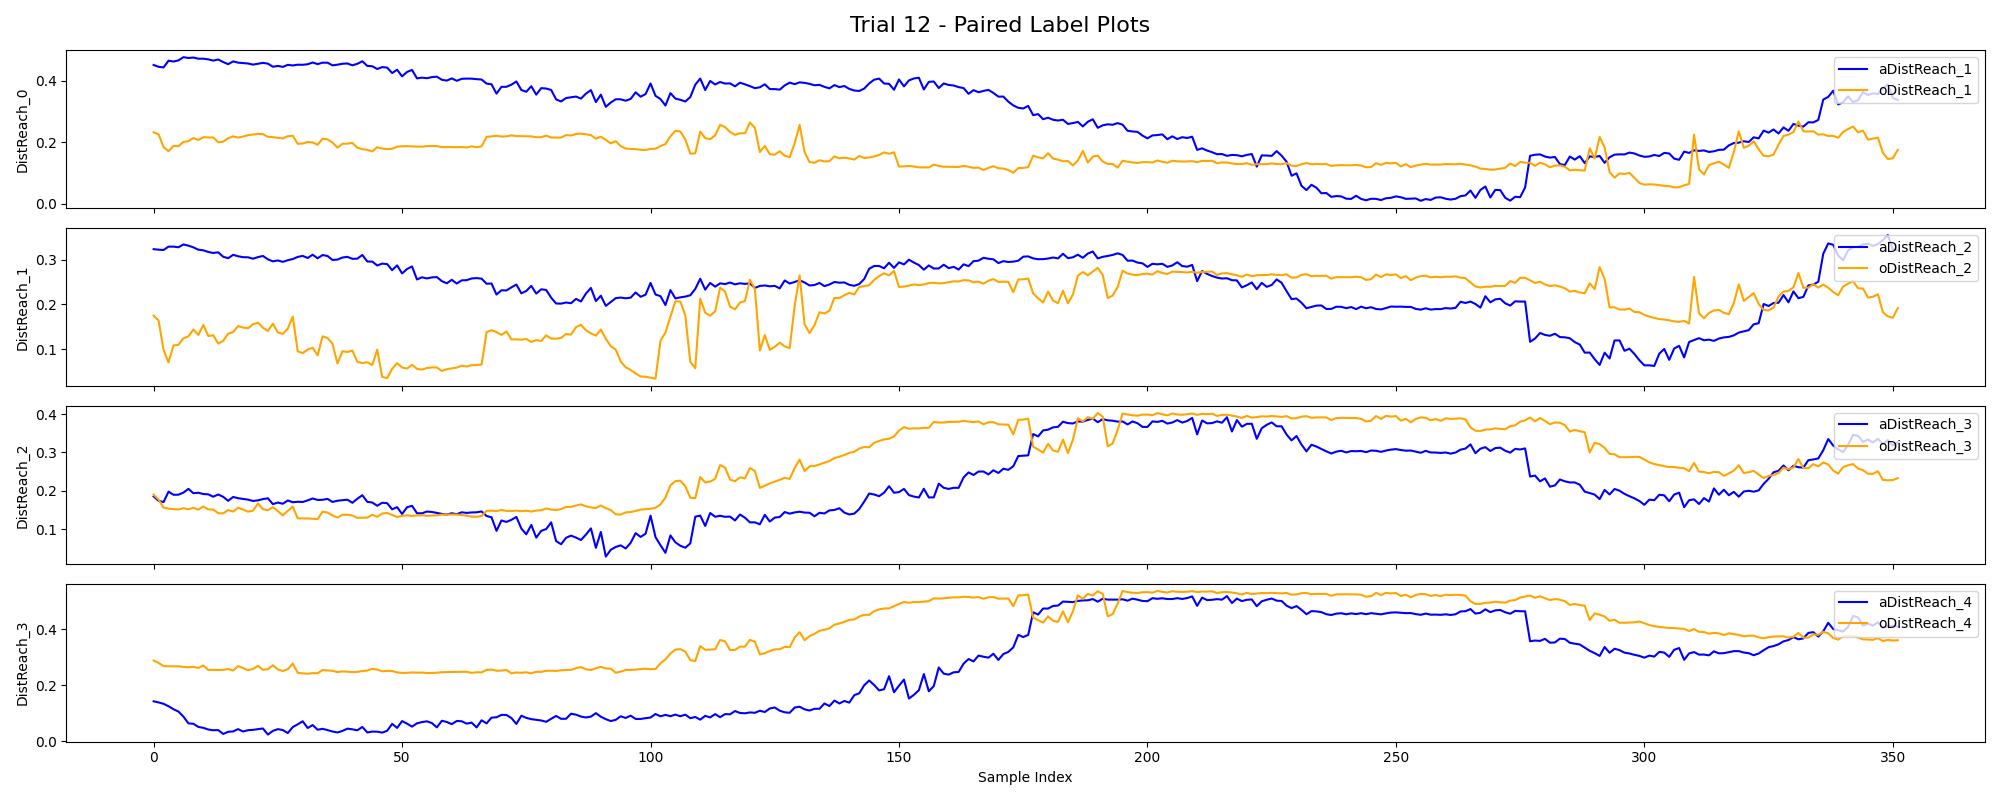 Trial 12 - Paired Label Plots
DistReach_0
0.4
0.2
0.0
aDistReach_1
oDistReach_1
DistReach_1
0.3
0.2
0.1
aDistReach_2
oDistReach_2
DistReach_2
0.4
0.3
0.2
0.1
aDistReach_3
oDistReach_3
DistReach_3
0.4
0.2
0.0
aDistReach_4
oDistReach_4
0 50 100 150 200 250 300 350
Sample Index